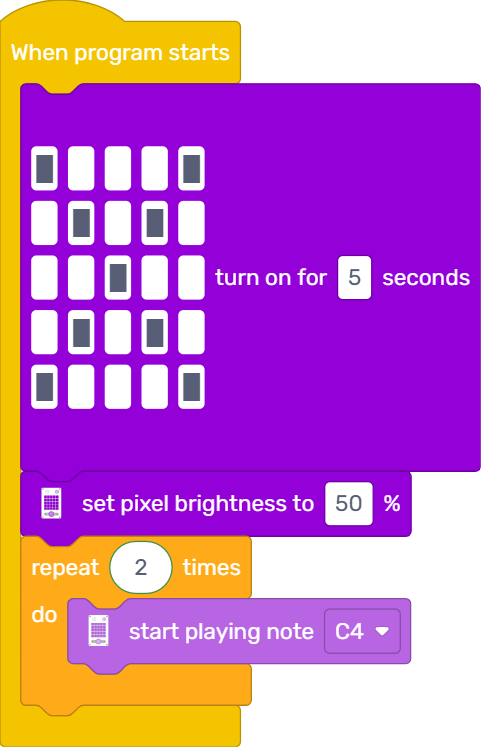 When program starts
turn on for 5 seconds
set pixel brightness to 50 %
repeat 2 times
do
start playing note C4